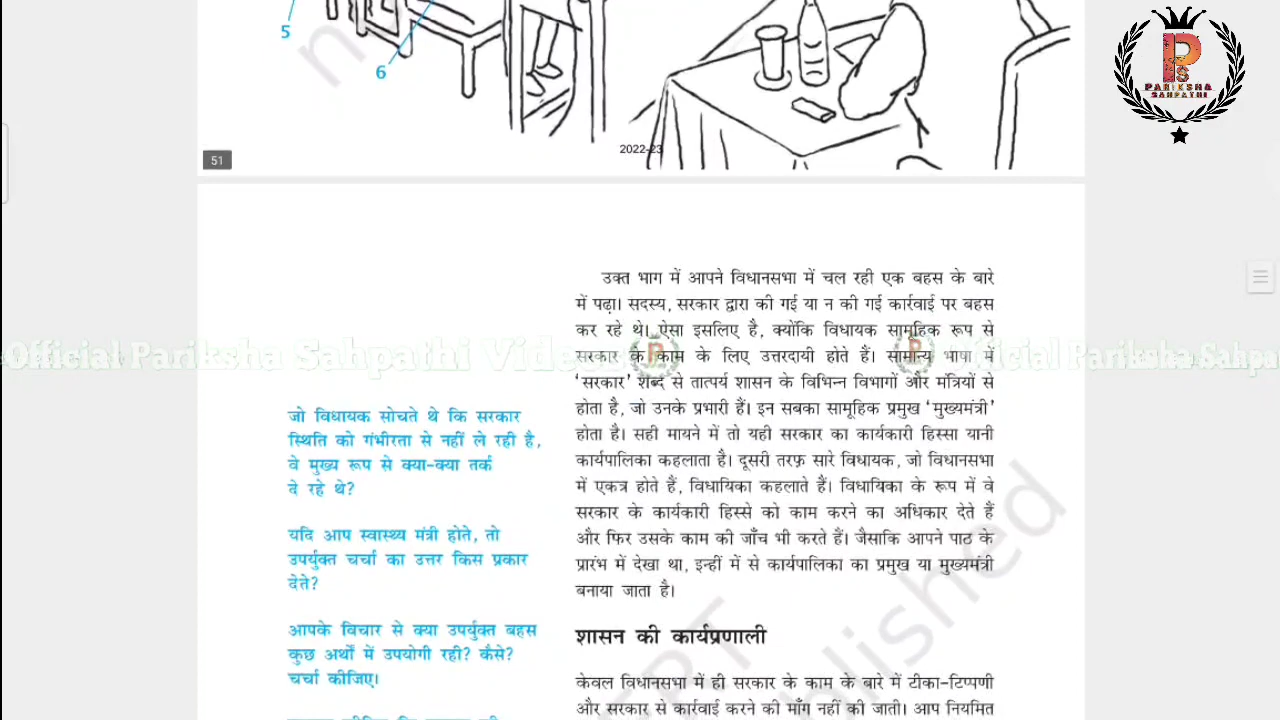 5
6
2022-23
51
PARIKSHA
SAHPATHI
उक्त भाग में आपने विधानसभा में चल रही एक बहस के बारे
में पढ़ा। सदस्य, सरकार द्वारा की गई या न की गई कार्रवाई पर बहस
कर रहे थे। ऐसा इसलिए है, क्योंकि विधायक सामूहिक रूप से
सरकार के काम के लिए उत्तरदायी होते हैं। सामान्य भाषा में
‘सरकार’ शब्द से तात्पर्य शासन के विभिन्न विभागों और मंत्रियों से
होता है, जो उनके प्रभारी हैं। इन सबका सामूहिक प्रमुख ‘मुख्यमंत्री’
होता है। सही मायने में तो यही सरकार का कार्यकारी हिस्सा यानी
कार्यपालिका कहलाता है। दूसरी तरफ़ सारे विधायक, जो विधानसभा
में एकत्र होते हैं, विधायिका कहलाते हैं। विधायिका के रूप में वे
सरकार के कार्यकारी हिस्से को काम करने का अधिकार देते हैं
और फिर उसके काम की जाँच भी करते हैं। जैसाकि आपने पाठ के
प्रारंभ में देखा था, इन्हीं में से कार्यपालिका का प्रमुख या मुख्यमंत्री
बनाया जाता है।
Official Pariksha Sahpathi Videos
Official Pariksha Sahpa
जो विधायक सोचते थे कि सरकार
स्थिति को गंभीरता से नहीं ले रही है,
वे मुख्य रूप से क्या-क्या तर्क
दे रहे थे?
यदि आप स्वास्थ्य मंत्री होते, तो
उपर्युक्त चर्चा का उत्तर किस प्रकार
देते?
आपके विचार से क्या उपर्युक्त बहस
कुछ अर्थों में उपयोगी रही? कैसे?
चर्चा कीजिए।
शासन की कार्यप्रणाली
केवल विधानसभा में ही सरकार के काम के बारे में टीका-टिप्पणी
और सरकार से कार्रवाई करने की माँग नहीं की जाती। आप नियमित